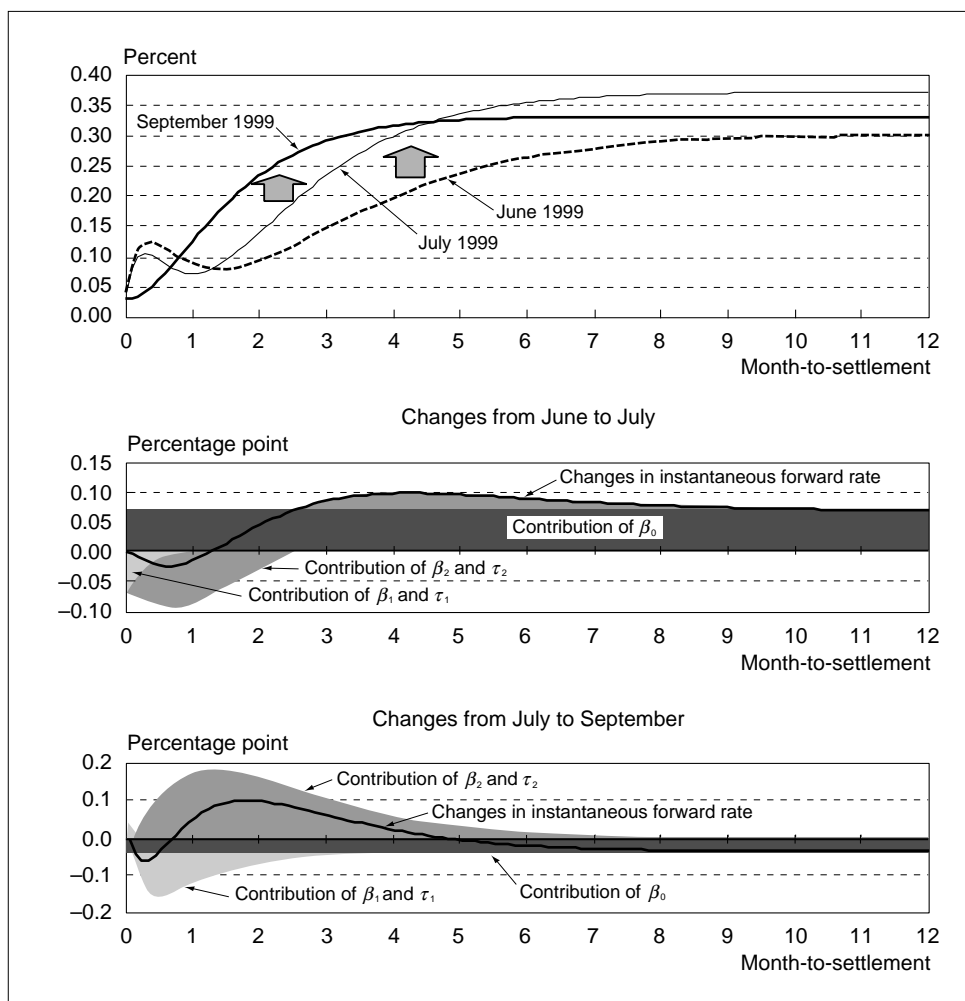 Percent
0.40
0.35
0.30
0.25
0.20
0.15
0.10
0.05
0.00
September 1999
June 1999
July 1999
0 1 2 3 4 5 6 7 8 9 10 11 12
Month-to-settlement
Changes from June to July
Percentage point
0.15
0.10
0.05
0.00
–0.05
–0.10
Changes in instantaneous forward rate
Contribution of β0
Contribution of β2 and τ2
Contribution of β1 and τ1
0 1 2 3 4 5 6 7 8 9 10 11 12
Month-to-settlement
Changes from July to September
Percentage point
0.2
0.1
0.0
–0.1
–0.2
Contribution of β2 and τ2
Changes in instantaneous forward rate
Contribution of β1 and τ1
Contribution of β0
0 1 2 3 4 5 6 7 8 9 10 11 12
Month-to-settlement